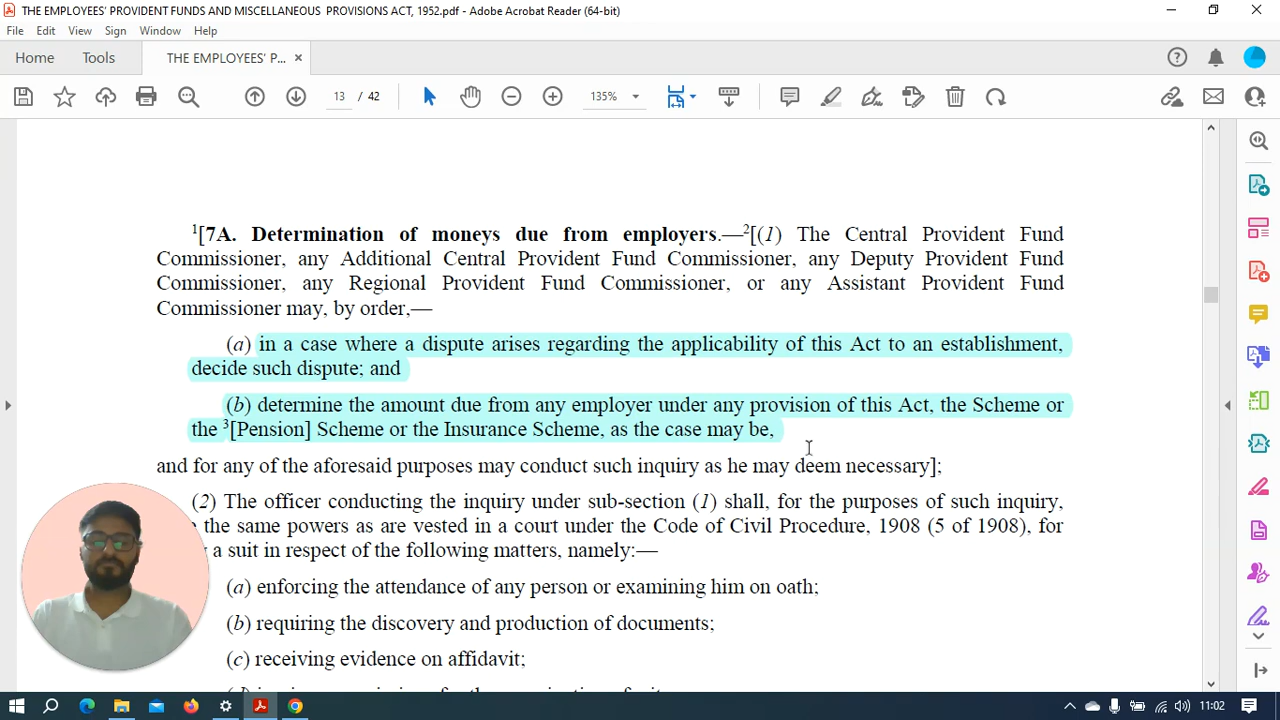 THE EMPLOYEES' PROVIDENT FUNDS AND MISCELLANEOUS PROVISIONS ACT, 1952.pdf - Adobe Acrobat Reader (64-bit)
File Edit View Sign Window Help
Home Tools THE EMPLOYEES' P... ×
13 / 42 135%
¹[7A. Determination of moneys due from employers.—²[(1) The Central Provident Fund
Commissioner, any Additional Central Provident Fund Commissioner, any Deputy Provident Fund
Commissioner, any Regional Provident Fund Commissioner, or any Assistant Provident Fund
Commissioner may, by order,—
(a) in a case where a dispute arises regarding the applicability of this Act to an establishment,
decide such dispute; and
(b) determine the amount due from any employer under any provision of this Act, the Scheme or
the ³[Pension] Scheme or the Insurance Scheme, as the case may be,
and for any of the aforesaid purposes may conduct such inquiry as he may deem necessary];
(2) The officer conducting the inquiry under sub-section (1) shall, for the purposes of such inquiry,
the same powers as are vested in a court under the Code of Civil Procedure, 1908 (5 of 1908), for
a suit in respect of the following matters, namely:—
(a) enforcing the attendance of any person or examining him on oath;
(b) requiring the discovery and production of documents;
(c) receiving evidence on affidavit;
11:02